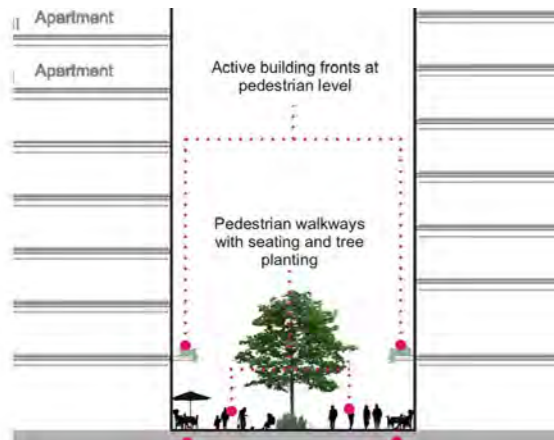 Apartment
Apartment
Active building fronts at
pedestrian level
Pedestrian walkways
with seating and tree
planting